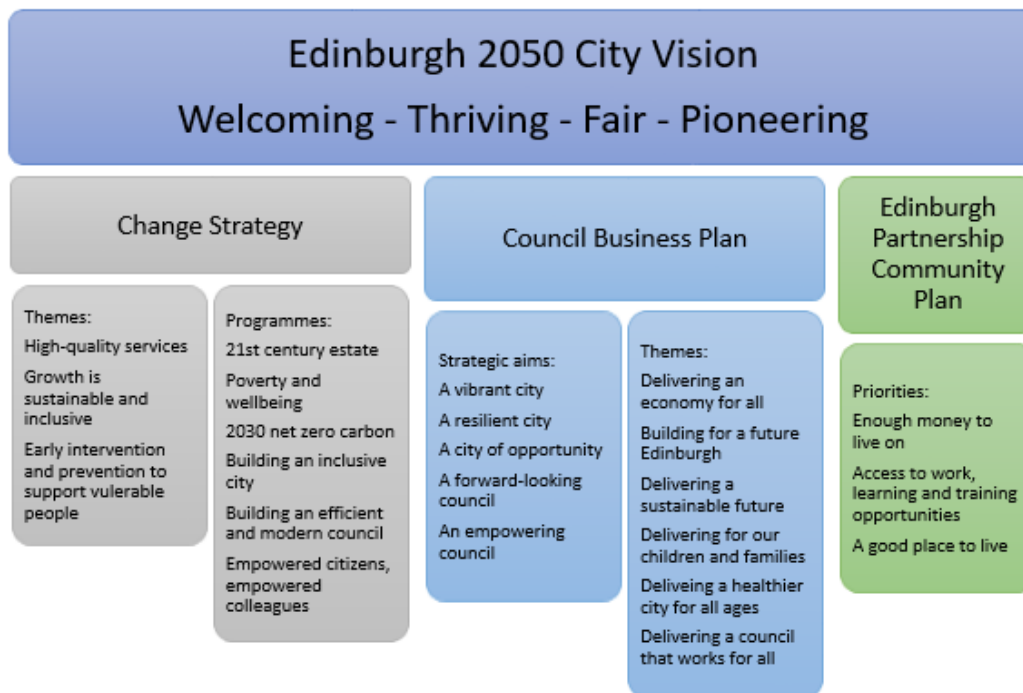 Edinburgh 2050 City Vision
Welcoming - Thriving - Fair - Pioneering
Change Strategy
Themes:
High-quality services
Growth is
sustainable and
inclusive
Early intervention
and prevention to
support vulerable
people
Programmes:
21st century estate
Poverty and
wellbeing
2030 net zero carbon
Building an inclusive
city
Building an efficient
and modern council
Empowered citizens,
empowered
colleagues
Council Business Plan
Strategic aims:
A vibrant city
A resilient city
A city of opportunity
A forward-looking
council
An empowering
council
Themes:
Delivering an
economy for all
Building for a future
Edinburgh
Delivering a
sustainable future
Delivering for our
children and families
Deliveing a healthier
city for all ages
Delivering a council
that works for all
Edinburgh
Partnership
Community
Plan
Priorities:
Enough money to
live on
Access to work,
learning and training
opportunities
A good place to live